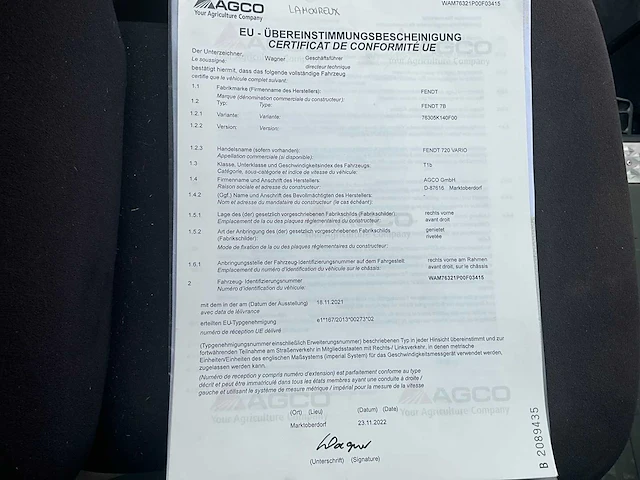 AGCO
Your Agriculture Company
LAMOUREUX
WAM76321P00F03415
EU - ÜBEREINSTIMMUNGSBESCHEINIGUNG
CERTIFICAT DE CONFORMITÉ UE
Der Unterzeichner, Wagner Geschäftsführer
Le soussigné: directeur technique
bestätigt hiermit, dass das folgende vollständige Fahrzeug
certifie que le véhicule complet suivant:
1.1 Fabrikmarke (Firmenname des Herstellers): FENDT
Marque (dénomination commerciale du constructeur):
1.2 Typ: Type: FENDT 7B
1.2.1 Variante: Variante: 76305K140F00
1.2.2 Version: Version:
1.2.3 Handelsname (sofern vorhanden): FENDT 720 VARIO
Appellation commerciale (si disponible):
1.3 Klasse, Unterklasse und Geschwindigkeitsindex des Fahrzeugs: T1b
Catégorie, sous-catégorie et indice de vitesse du véhicule:
1.4 Firmenname und Anschrift des Herstellers: AGCO GmbH
Raison sociale et adresse du constructeur: D-87616 Marktoberdorf
1.4.2 (Ggf.) Name und Anschrift des Bevollmächtigten des Herstellers: -
Nom et adresse du mandataire du constructeur (le cas échéant):
1.5.1 Lage des (der) gesetzlich vorgeschriebenen Fabrikschilds (Fabrikschilder): rechts vorne
Emplacement de la ou des plaques réglementaires du constructeur: avant droit
1.5.2. Art der Anbringung des (der) gesetzlich vorgeschriebenen Fabrikschilds genietet
(Fabrikschilder): rivetée
Mode de fixation de la ou des plaques réglementaires du constructeur:
1.6.1 Anbringungsstelle der Fahrzeug-Identifizierungsnummer auf dem Fahrgestell: rechts vorne am Rahmen
Emplacement du numéro d'identification du véhicule sur le châssis: avant droit, sur le châssis
2 Fahrzeug- Identifizierungsnummer WAM76321P00F03415
Numéro d'identification du véhicule:
mit dem in der am (Datum der Ausstellung) 18.11.2021
avec data de délivrance
erteilten EU-Typgenehmigung e1*167/2013*00273*02
numéro de réception UE délivré
(Typgenehmigungsnummer einschließlich Erweiterungsnummer) beschriebenen Typ in jeder Hinsicht übereinstimmt und zur
fortwährenden Teilnahme am Straßenverkehr in Mitgliedsstaaten mit Rechts-/ Linksverkehr, in denen metrische
Einheiten/Einheiten des englischen Maßsystems (imperial System) für das Geschwindigkeitsmessgerät verwendet werden,
zugelassen werden kann.
(Numéro de reception y compris numéro d'extension) est parfaitement conforme au type
décrit et peut être immatriculé dans tous les états membres ayant une conduite à droite /
gauche et utilisant le système de mesure métrique / impérial pour la mesure de la vitesse
AGCO
Your Agriculture Company
AGCO
Your Agriculture Company
(Ort) (Lieu) (Datum) (Date)
Marktoberdorf 23.11.2022
Wagner
(Unterschrift) (Signature)
B 2089435